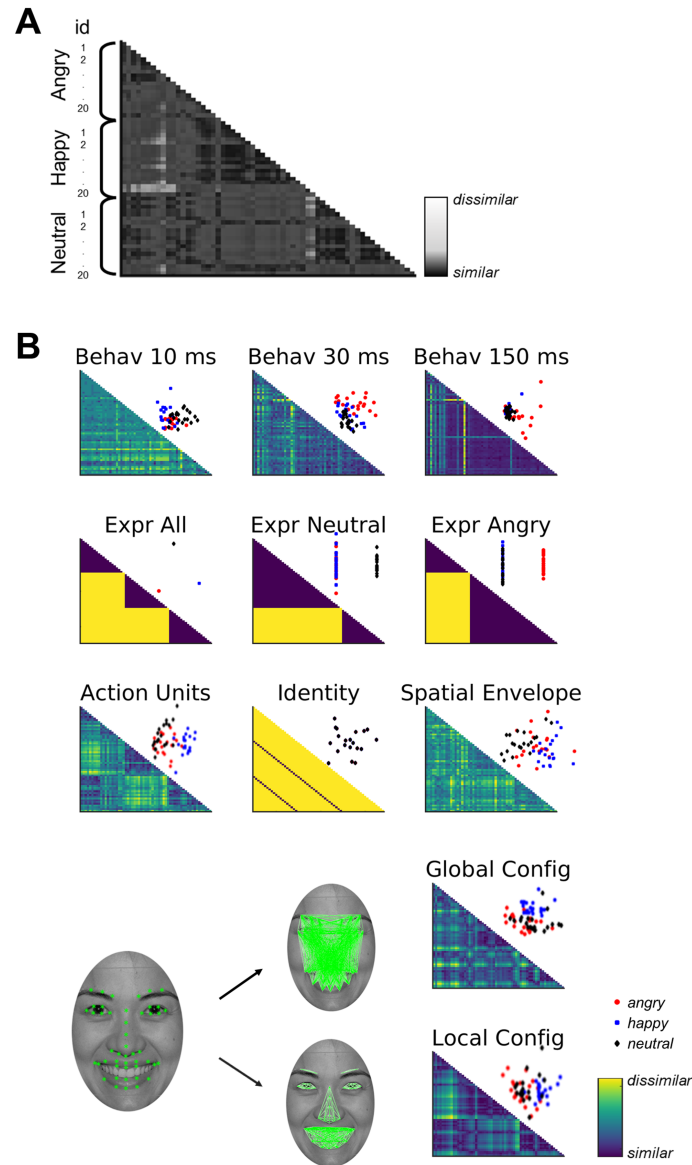 A
id
Angry
1
2
.
.
20
Happy
1
2
.
.
20
Neutral
1
2
.
.
20
dissimilar
similar
B
Behav 10 ms
Behav 30 ms
Behav 150 ms
Expr All
Expr Neutral
Expr Angry
Action Units
Identity
Spatial Envelope
Global Config
angry
happy
neutral
Local Config
dissimilar
similar